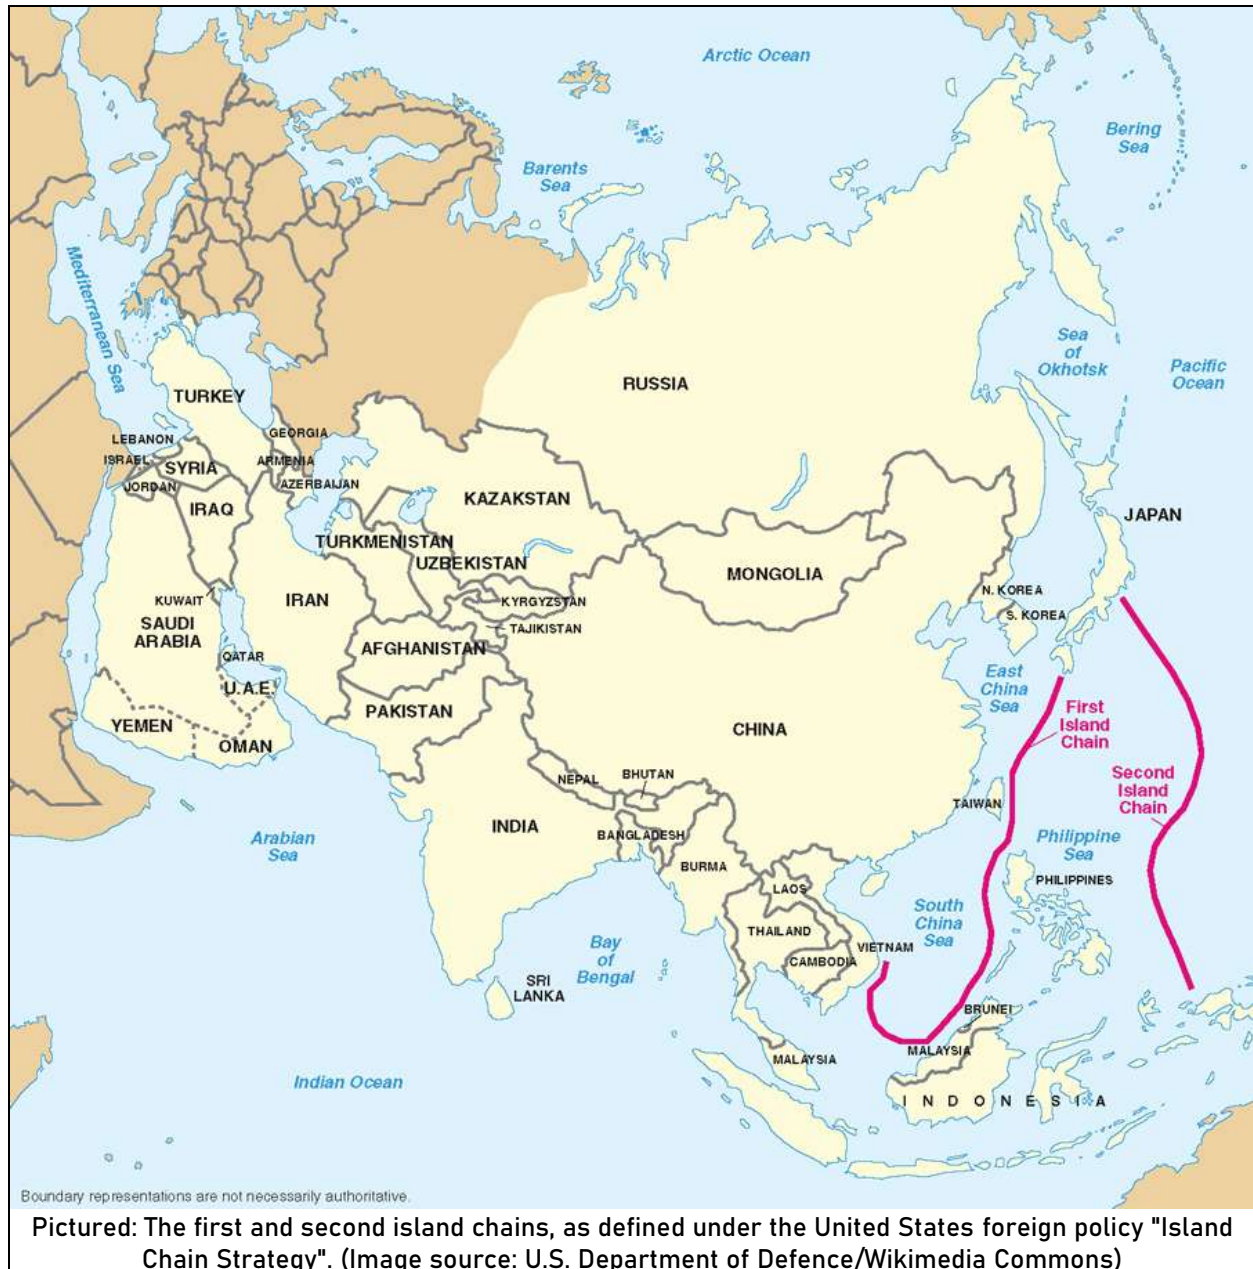 Arctic Ocean
Bering
Sea
Barents
Sea
Mediterranean Sea
Sea
of
Okhotsk
Pacific
Ocean
RUSSIA
TURKEY
GEORGIA
LEBANON
ISRAEL
SYRIA
ARMENIA
JORDAN
AZERBAIJAN
IRAQ
KAZAKSTAN
JAPAN
TURKMENISTAN
UZBEKISTAN
MONGOLIA
N. KOREA
S. KOREA
KUWAIT
IRAN
KYRGYZSTAN
SAUDI
ARABIA
TAJIKISTAN
AFGHANISTAN
QATAR
U.A.E.
East
China
Sea
PAKISTAN
YEMEN
OMAN
CHINA
First
Island
Chain
NEPAL
BHUTAN
Second
Island
Chain
TAIWAN
INDIA
BANGLADESH
Arabian
Sea
Philippine
Sea
BURMA
PHILIPPINES
LAOS
South
China
Sea
THAILAND
VIETNAM
CAMBODIA
Bay
of
Bengal
SRI
LANKA
BRUNEI
MALAYSIA
MALAYSIA
Indian Ocean
INDONESIA
Boundary representations are not necessarily authoritative.
Pictured: The first and second island chains, as defined under the United States foreign policy "Island
Chain Strategy". (Image source: U.S. Department of Defence/Wikimedia Commons)